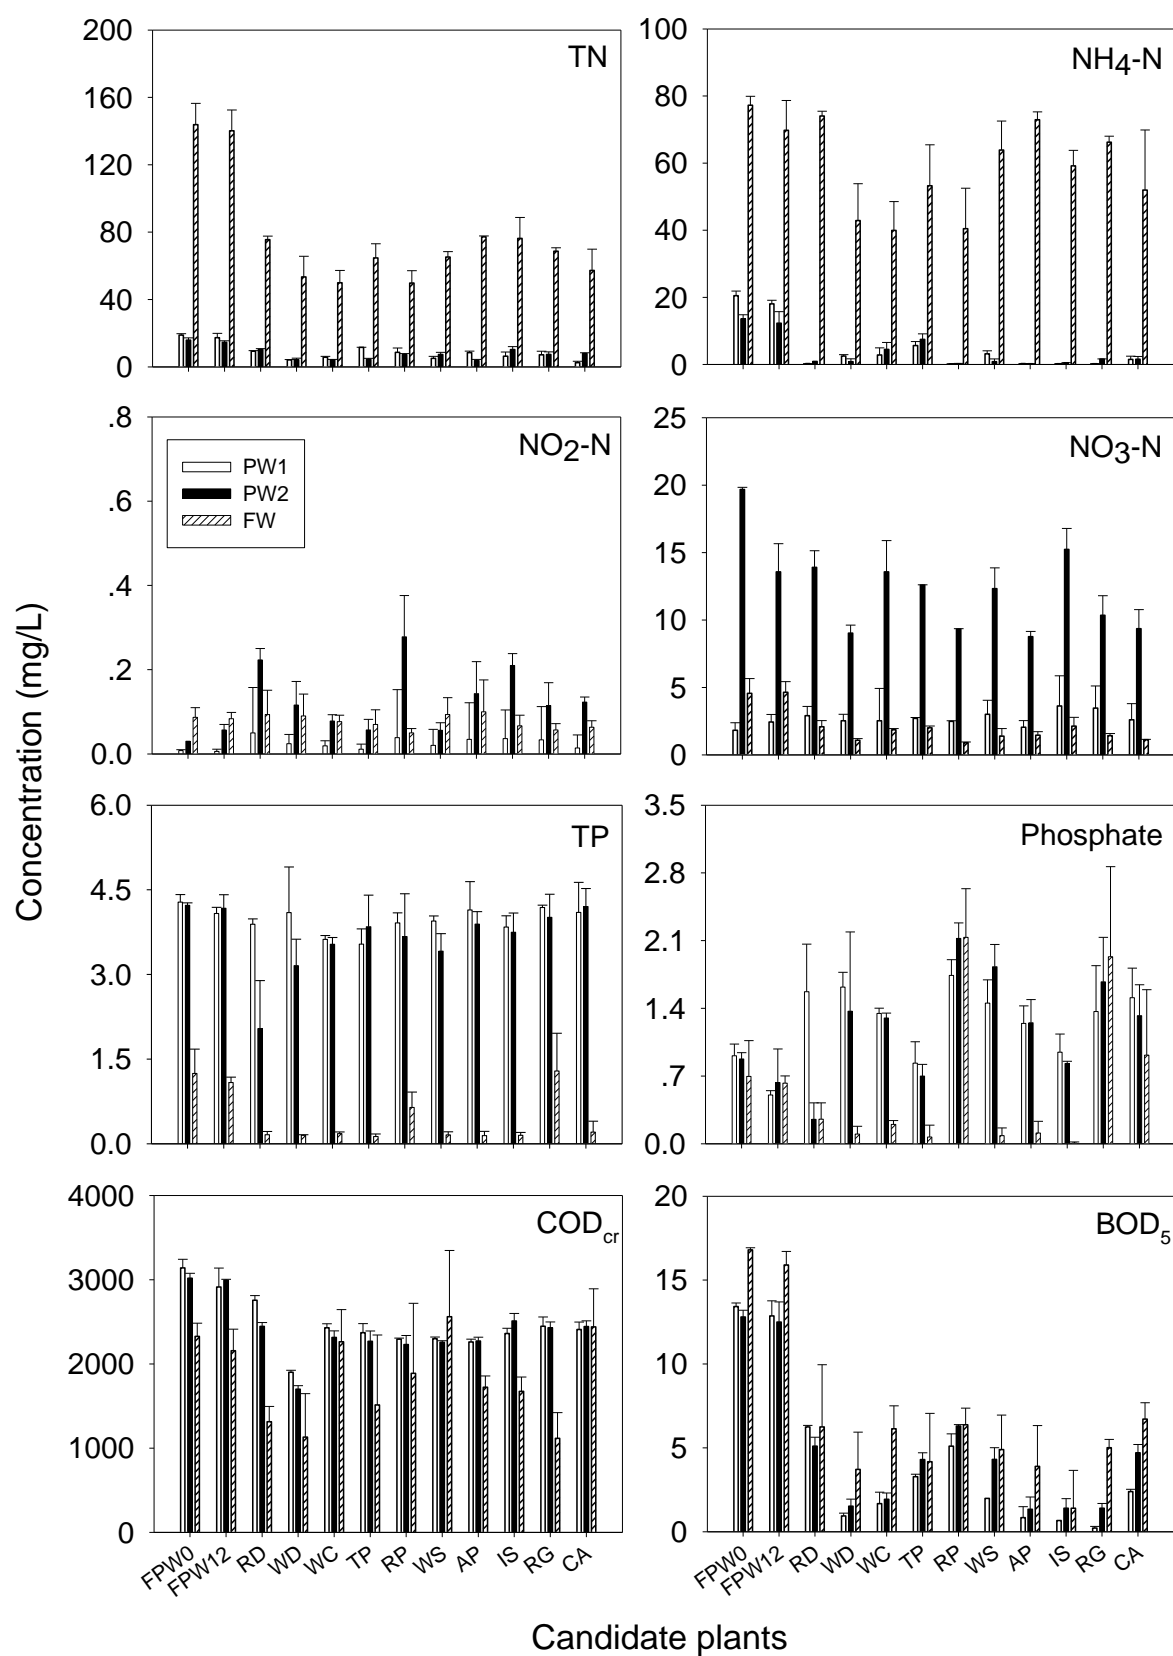 TN
200
160
120
80
40
0
NH4-N
100
80
60
40
20
0
NO2-N
.8
.6
.4
.2
0.0
PW1
PW2
FW
NO3-N
25
20
15
10
5
0
TP
6.0
4.5
3.0
1.5
0.0
Phosphate
3.5
2.8
2.1
1.4
.7
0.0
CODcr
4000
3000
2000
1000
0
BOD5
20
15
10
5
0
Concentration (mg/L)
FPW0 FPW12 RD WD WC TP RP WS AP IS RG CA
FPW0 FPW12 RD WD WC TP RP WS AP IS RG CA
Candidate plants